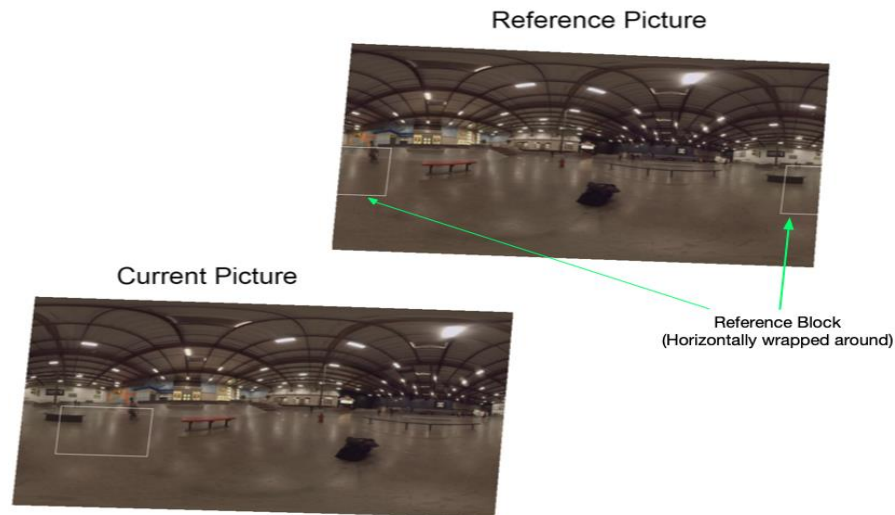 Reference Picture
Current Picture
Reference Block
(Horizontally wrapped around)